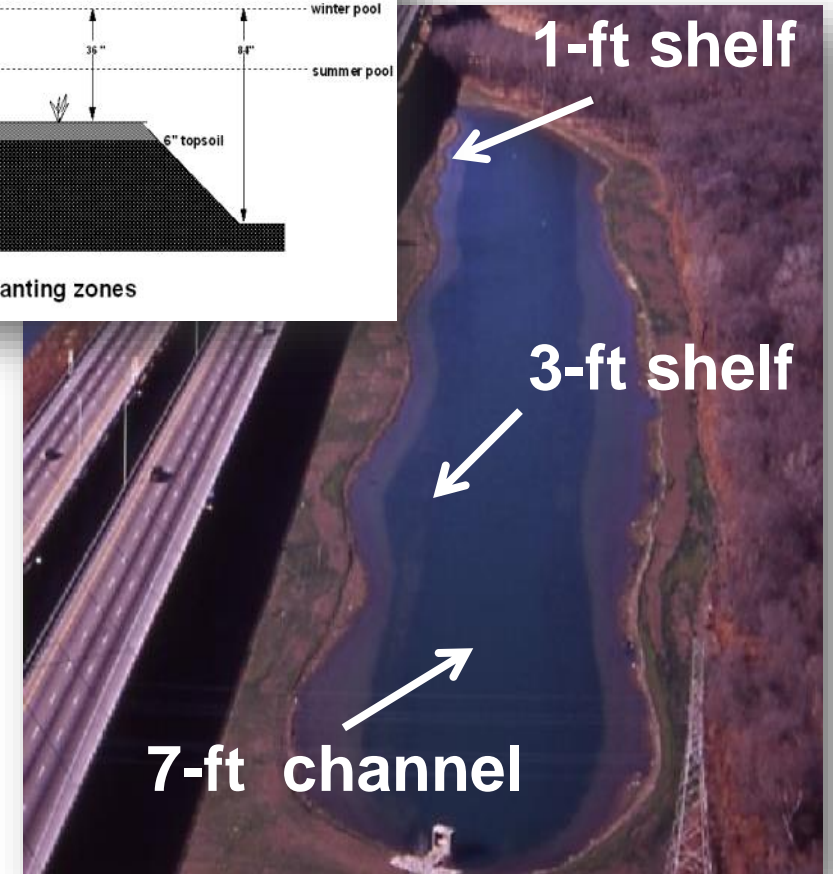 winter pool
36"
84"
summer pool
6" topsoil
anting zones
1-ft shelf
3-ft shelf
7-ft channel